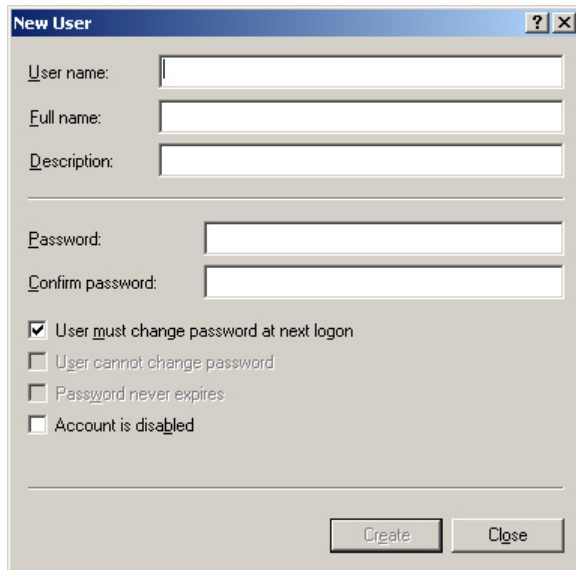 New User
User name:
Full name:
Description:
Password:
Confirm password:
User must change password at next logon
User cannot change password
Password never expires
Account is disabled
Create Close